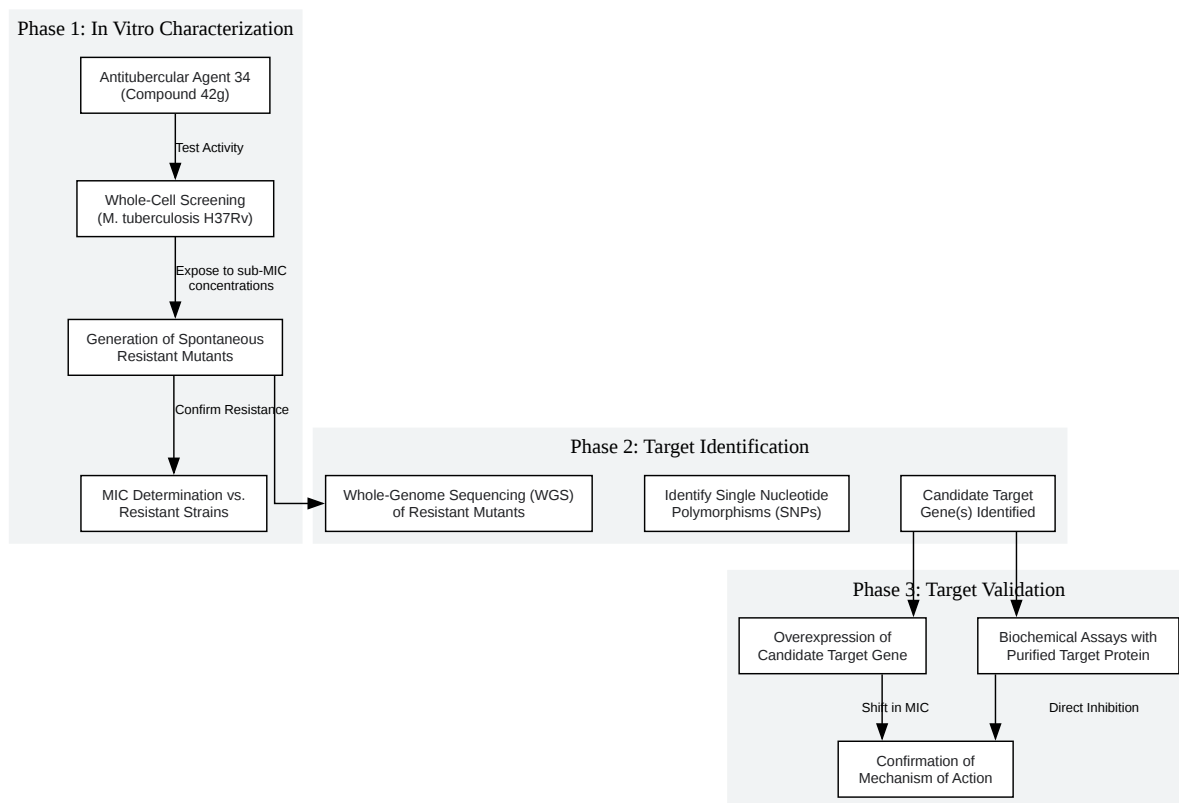 Phase 1: In Vitro Characterization
Antitubercular Agent 34
(Compound 42g)
Test Activity
Whole-Cell Screening
(M. tuberculosis H37Rv)
Expose to sub-MIC
concentrations
Generation of Spontaneous
Resistant Mutants
Confirm Resistance
MIC Determination vs.
Resistant Strains
Phase 2: Target Identification
Whole-Genome Sequencing (WGS)
of Resistant Mutants
Identify Single Nucleotide
Polymorphisms (SNPs)
Candidate Target
Gene(s) Identified
Phase 3: Target Validation
Overexpression of
Candidate Target Gene
Biochemical Assays with
Purified Target Protein
Shift in MIC
Direct Inhibition
Confirmation of
Mechanism of Action